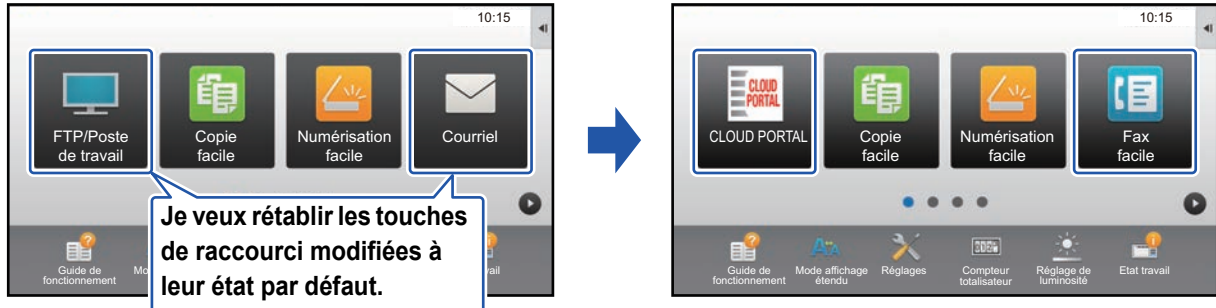 10:15
FTP/Poste
de travail
Copie
facile
Numérisation
facile
Courriel
Je veux rétablir les touches
de raccourci modifiées à
leur état par défaut.
Guide de
fonctionnement
Mo
vail
10:15
CLOUD
PORTAL
CLOUD PORTAL
Copie
facile
Numérisation
facile
Fax
facile
Guide de
fonctionnement
Mode affichage
étendu
Réglages
Compteur
totalisateur
Réglage de
luminosité
Etat travail